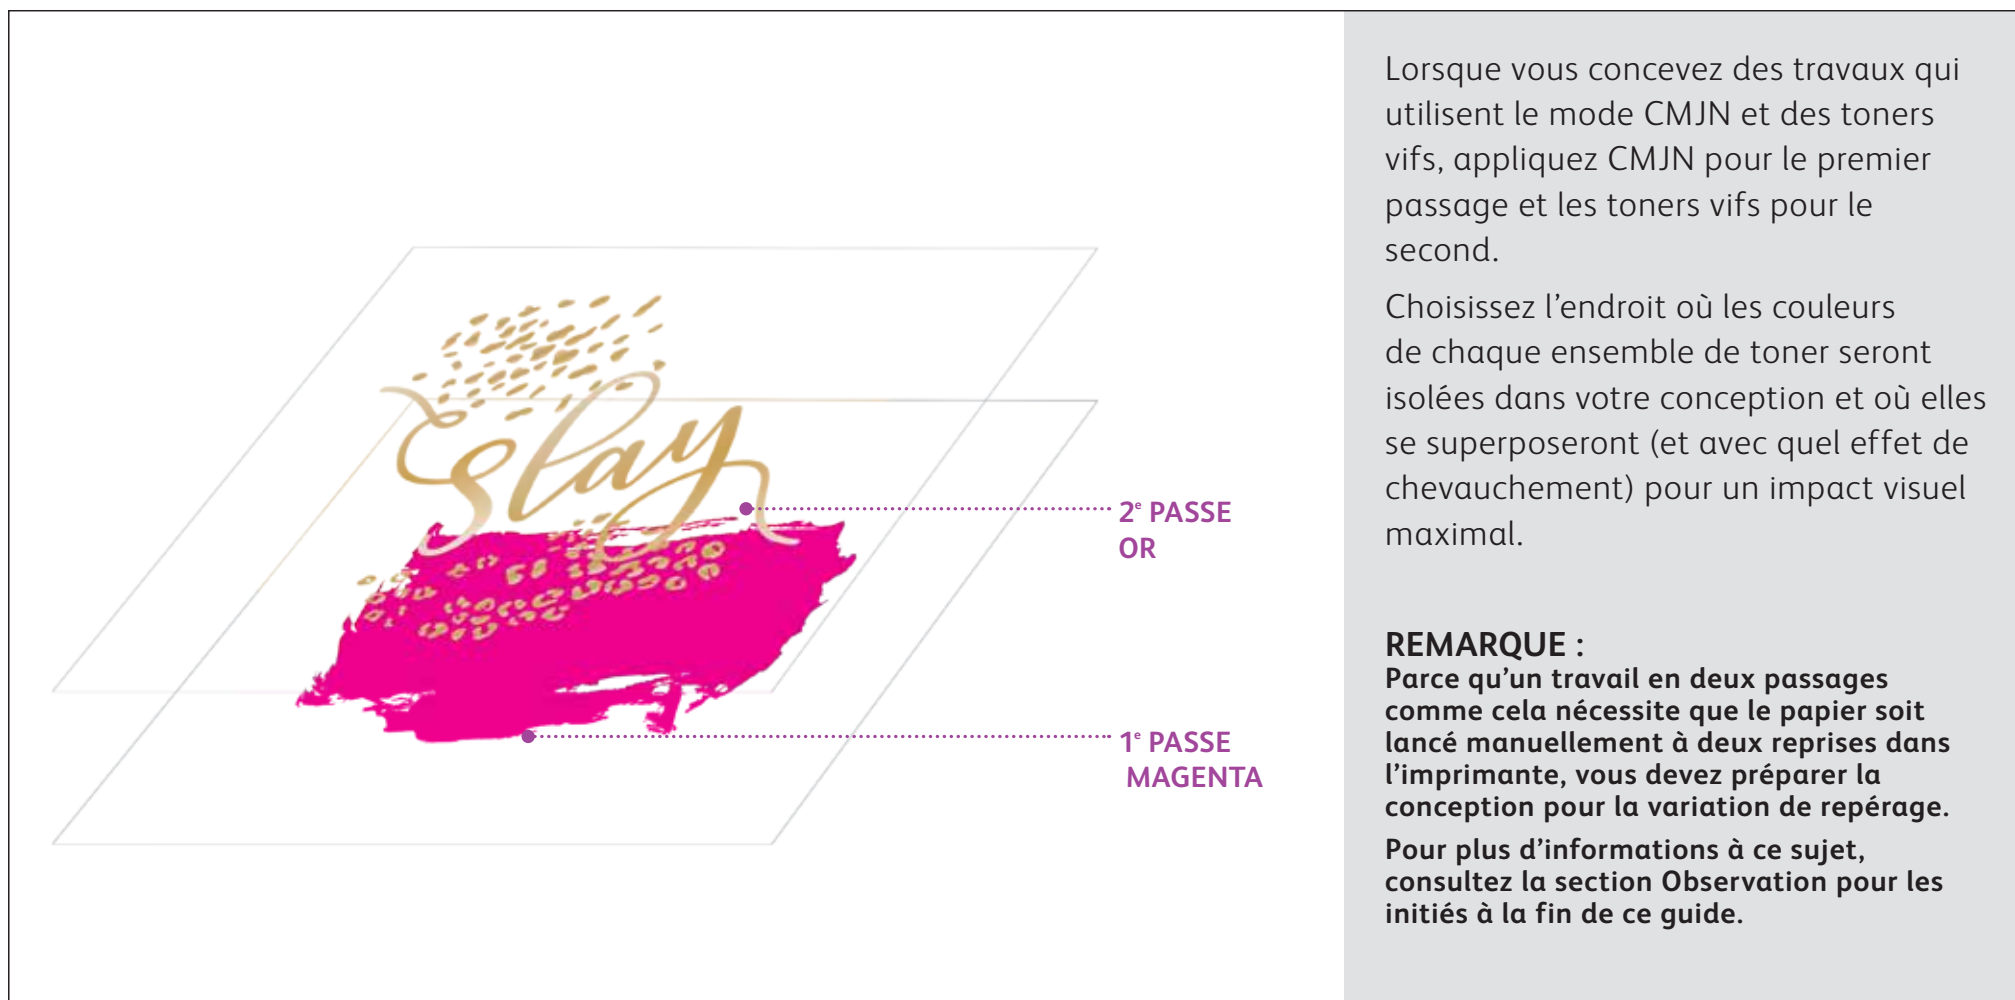 slay
2e PASSE
OR
1e PASSE
MAGENTA
Lorsque vous concevez des travaux qui
utilisent le mode CMJN et des toners
vifs, appliquez CMJN pour le premier
passage et les toners vifs pour le
second.
Choisissez l’endroit où les couleurs
de chaque ensemble de toner seront
isolées dans votre conception et où elles
se superposeront (et avec quel effet de
chevauchement) pour un impact visuel
maximal.
REMARQUE :
Parce qu’un travail en deux passages
comme cela nécessite que le papier soit
lancé manuellement à deux reprises dans
l’imprimante, vous devez préparer la
conception pour la variation de repérage.
Pour plus d’informations à ce sujet,
consultez la section Observation pour les
initiés à la fin de ce guide.